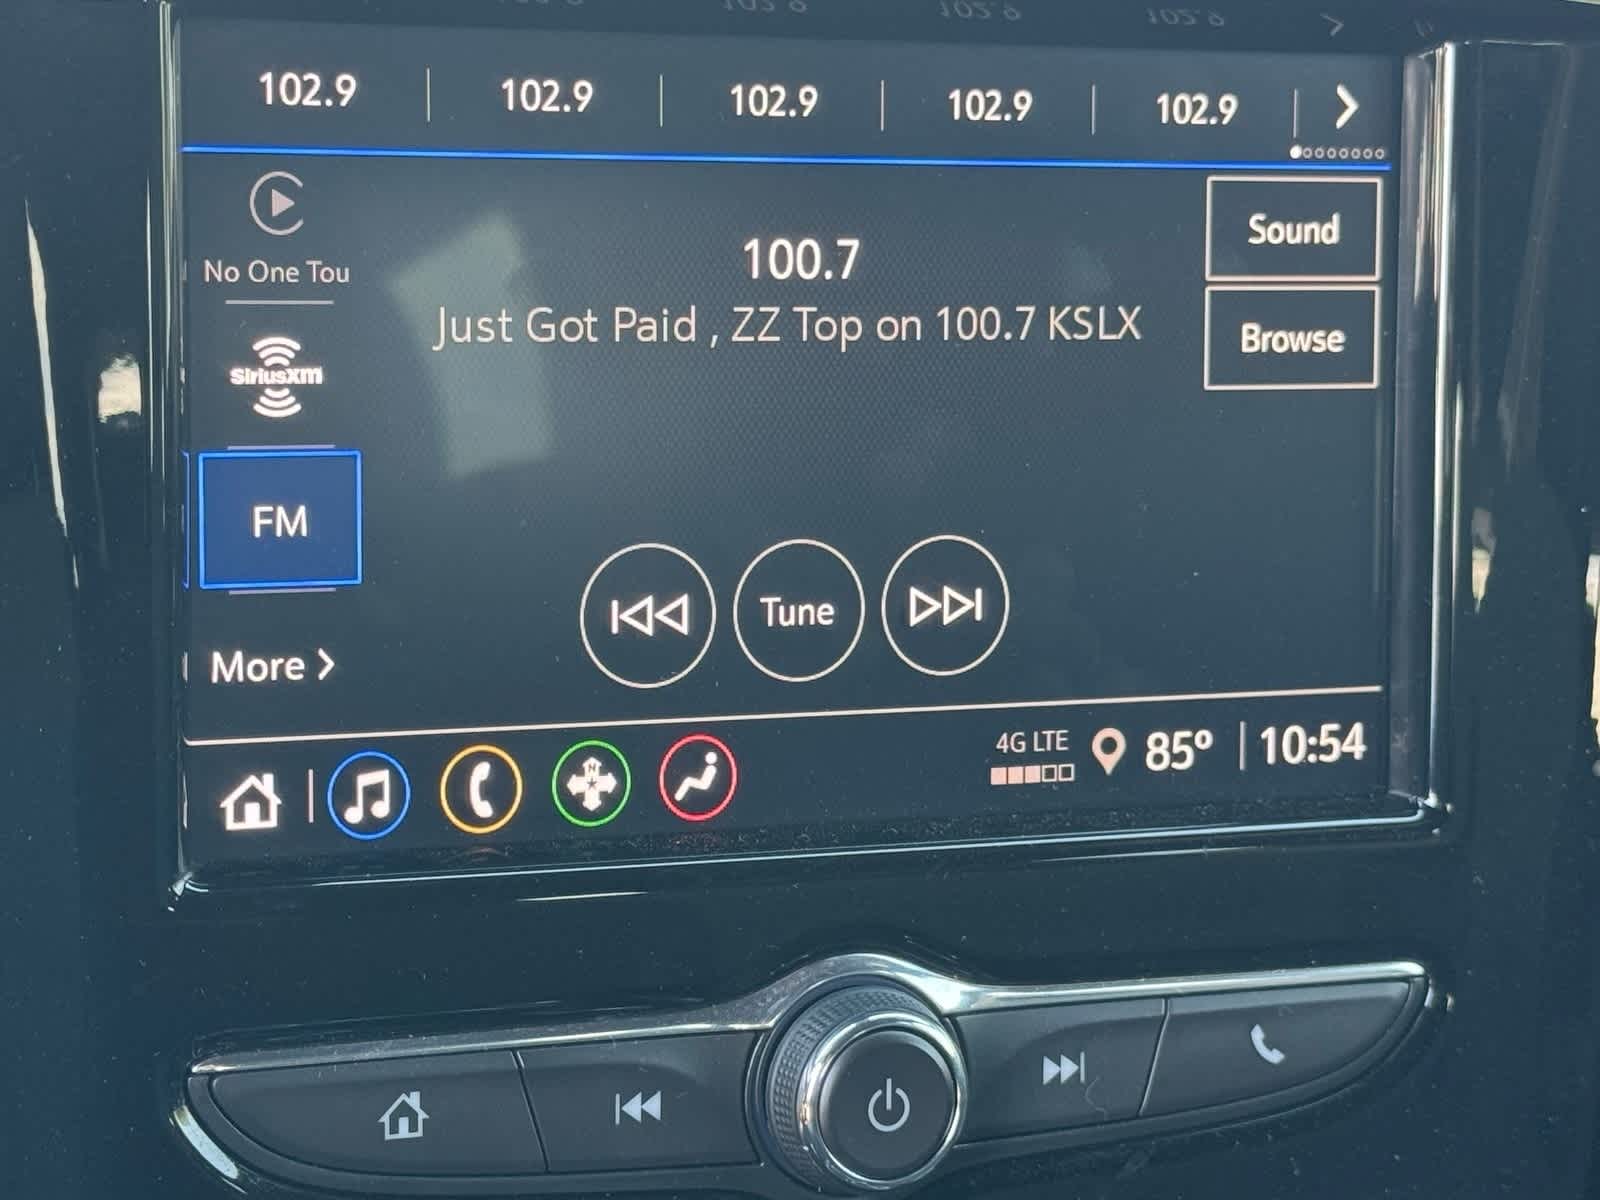 102.9 102.9 102.9 102.9 102.9
No One Tou
100.7
Just Got Paid , ZZ Top on 100.7 KSLX
Sound
Browse
SiriusXM
FM
More
Tune
N
4G LTE 85° 10:54